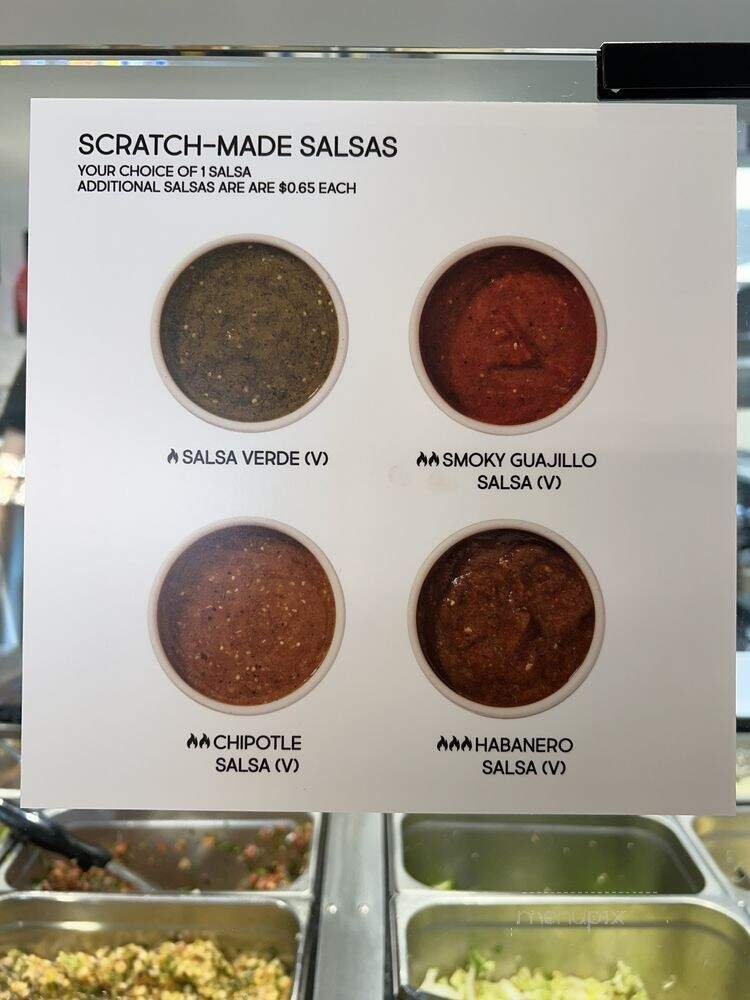 SCRATCH-MADE SALSAS
YOUR CHOICE OF 1 SALSA
ADDITIONAL SALSAS ARE ARE $0.65 EACH
SALSA VERDE (V)
SMOKY GUAJILLO
SALSA (V)
CHIPOTLE
SALSA (V)
HABANERO
SALSA (V)
menupix